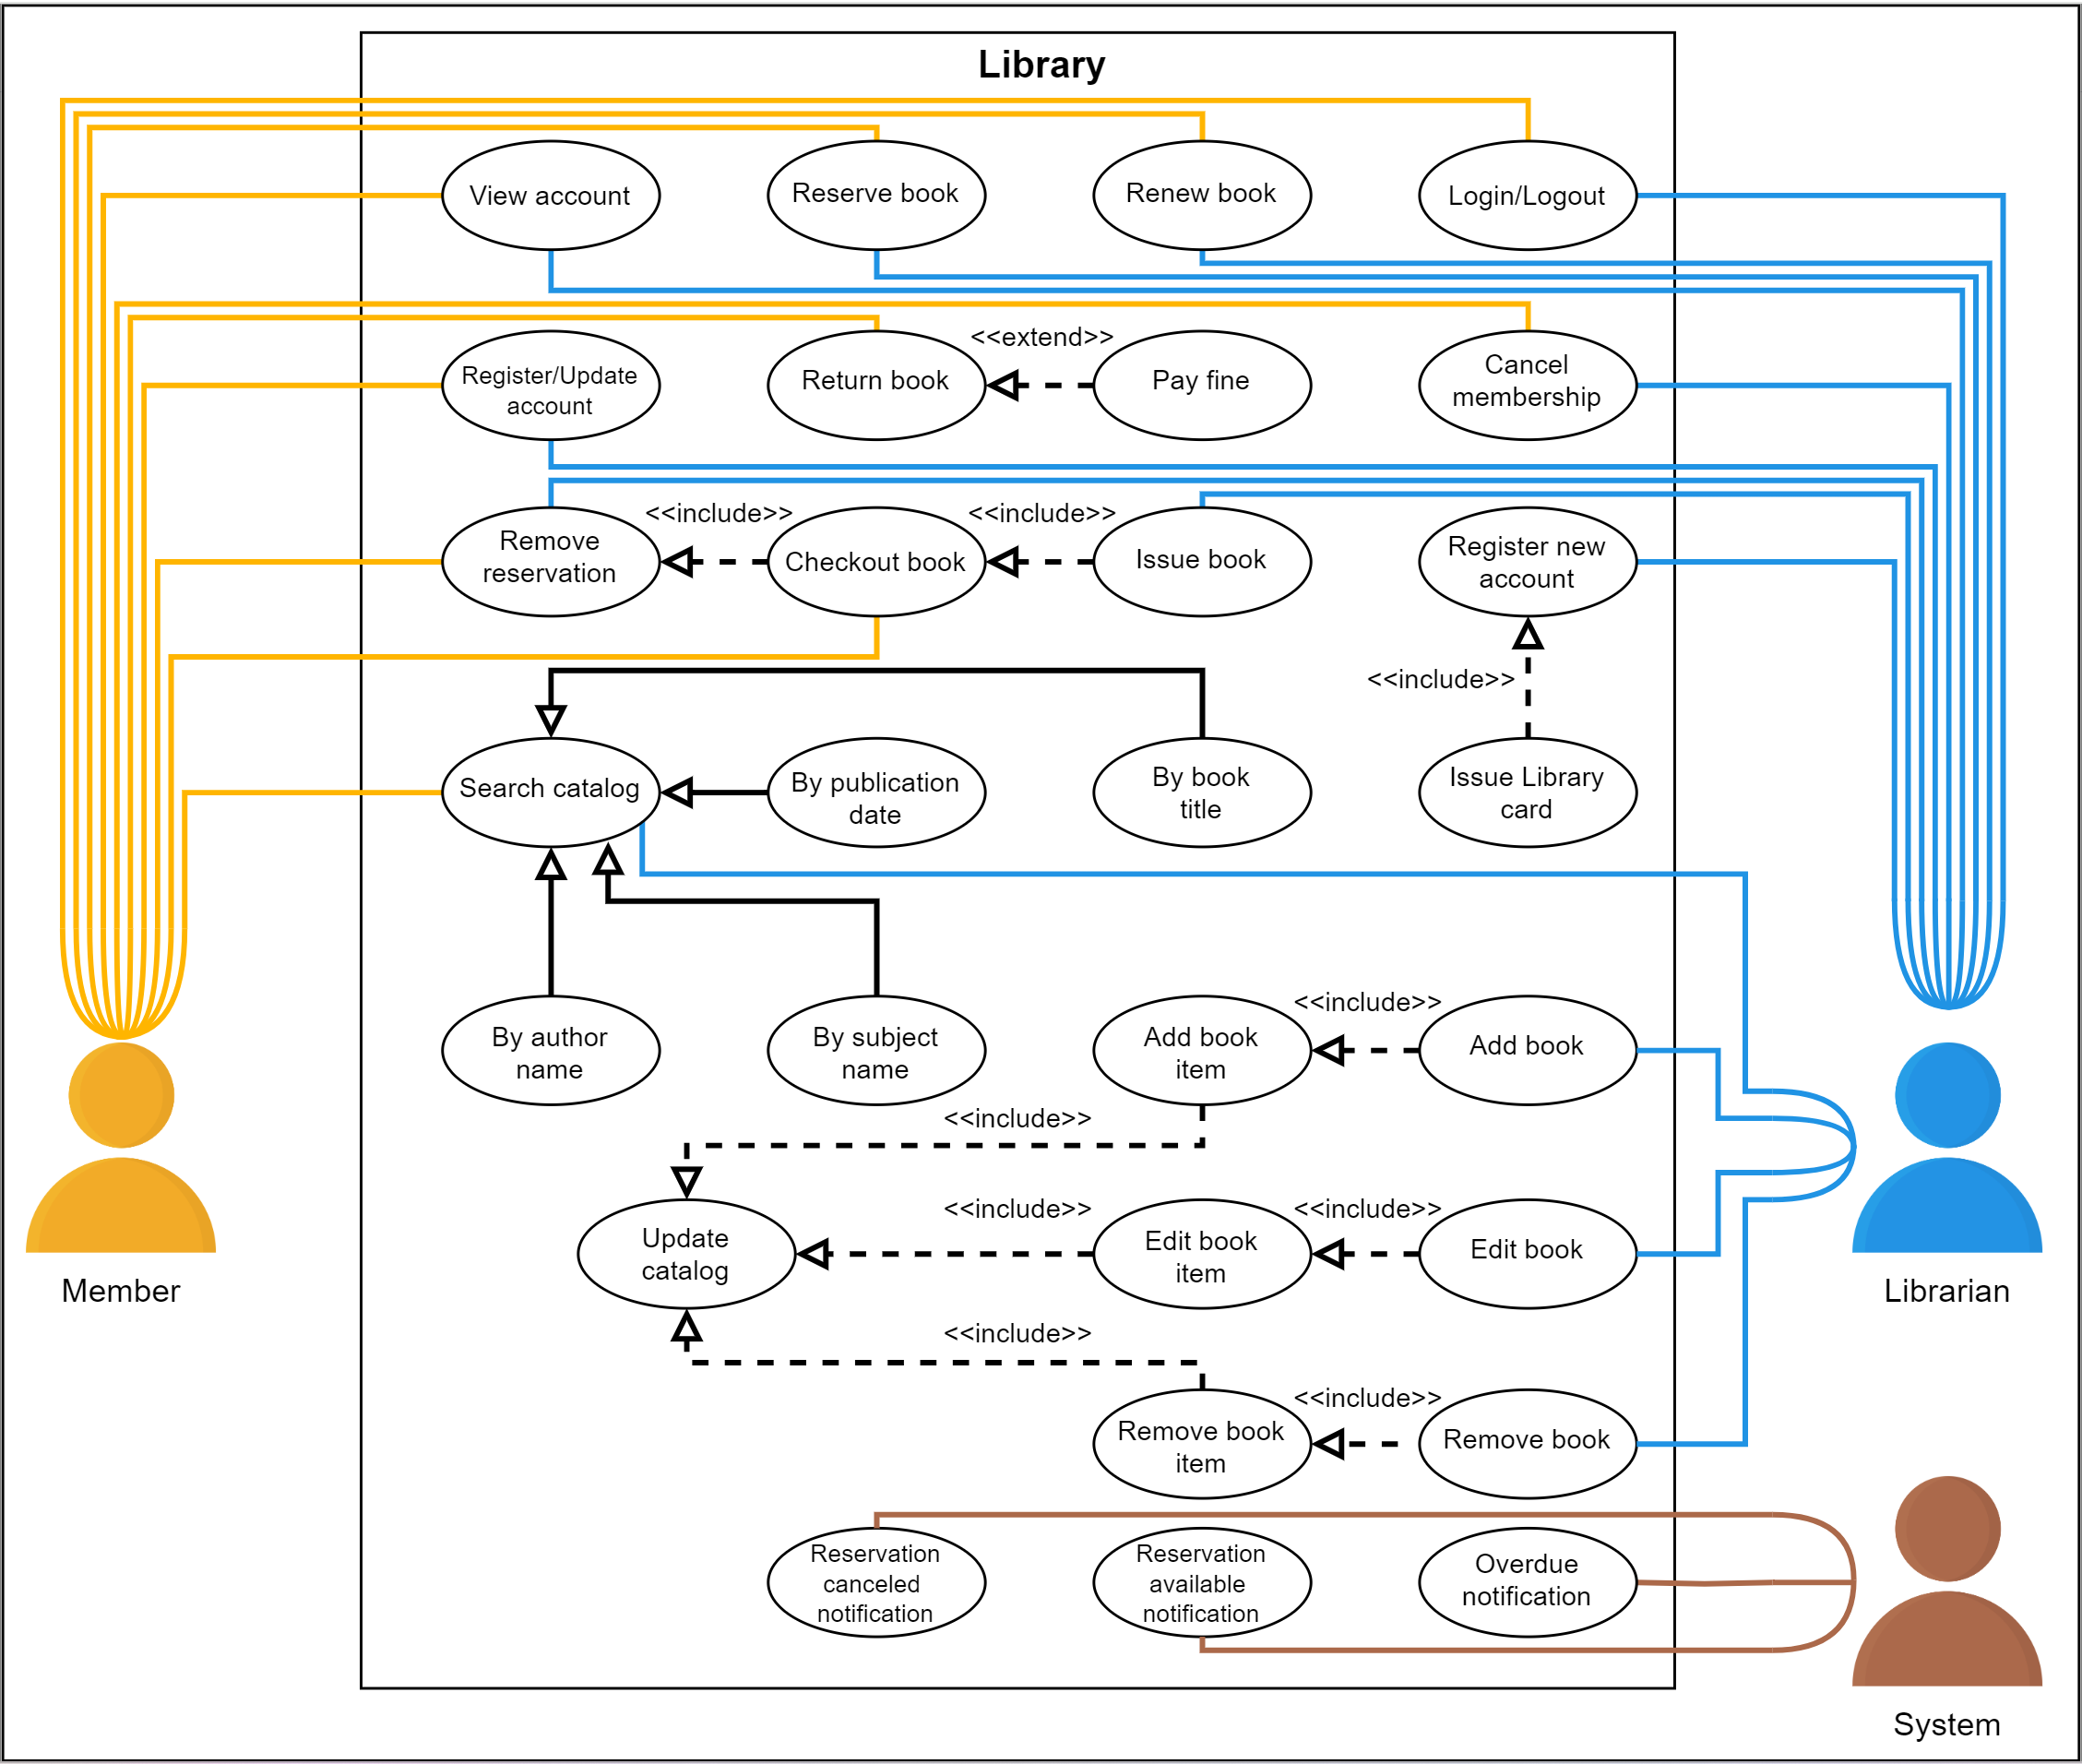 Library
View account
Reserve book
Renew book
Login/Logout
<<extend>>
Register/Update
account
Return book
Pay fine
Cancel
membership
<<include>>
<<include>>
Remove
reservation
Checkout book
Issue book
Register new
account
<<include>>
Search catalog
By publication
date
By book
title
Issue Library
card
<<include>>
By author
name
By subject
name
Add book
item
Add book
<<include>>
<<include>>
<<include>>
Update
catalog
Edit book
item
Edit book
Member
Librarian
<<include>>
<<include>>
Remove book
item
Remove book
Reservation
canceled
notification
Reservation
available
notification
Overdue
notification
System